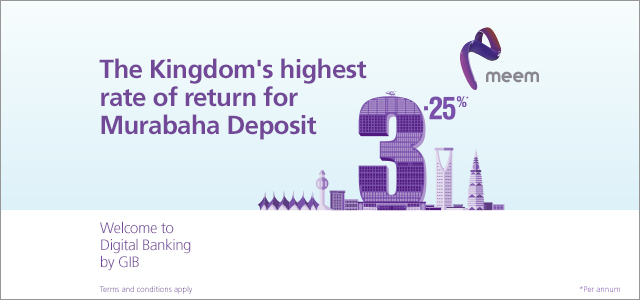 The Kingdom's highest
rate of return for
Murabaha Deposit
meem
3.25%*
Welcome to
Digital Banking
by GIB
Terms and conditions apply
*Per annum